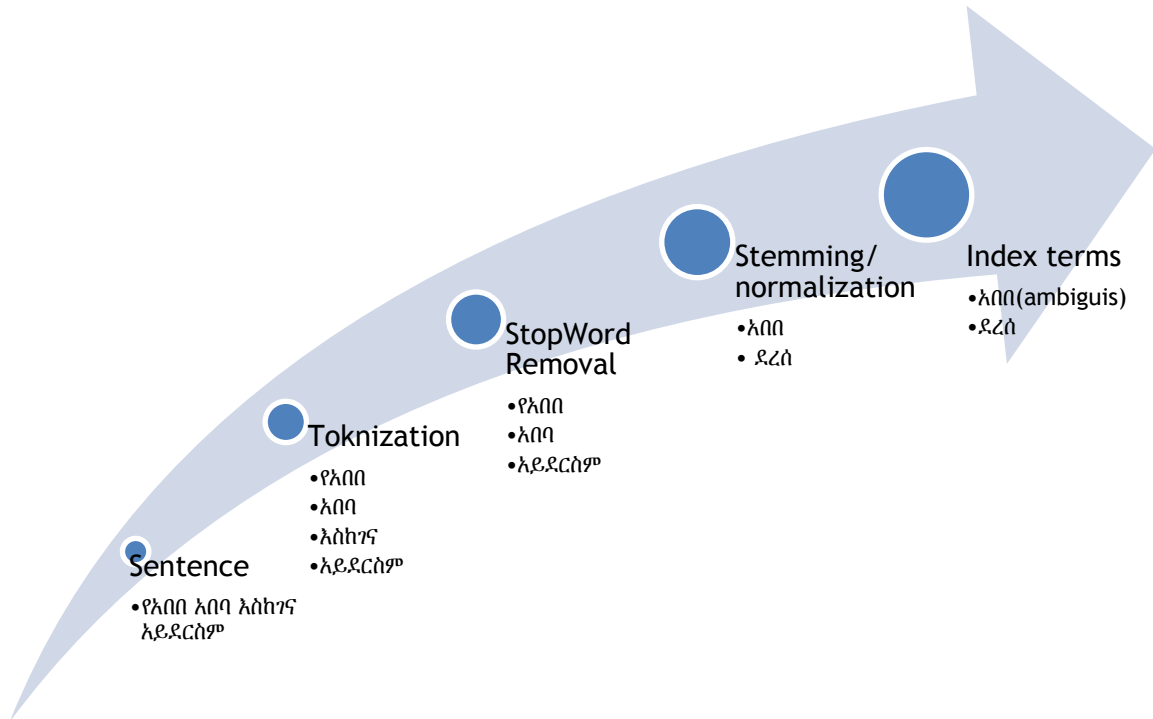 Sentence
•የአበበ አበባ እስከገና
አይደርስም
Toknization
•የአበበ
•አበባ
•እስከገና
•አይደርስም
StopWord
Removal
•የአበበ
•አበባ
•አይደርስም
Stemming/
normalization
•አበበ
• ደረሰ
Index terms
•አበበ(ambiguis)
•ደረሰ